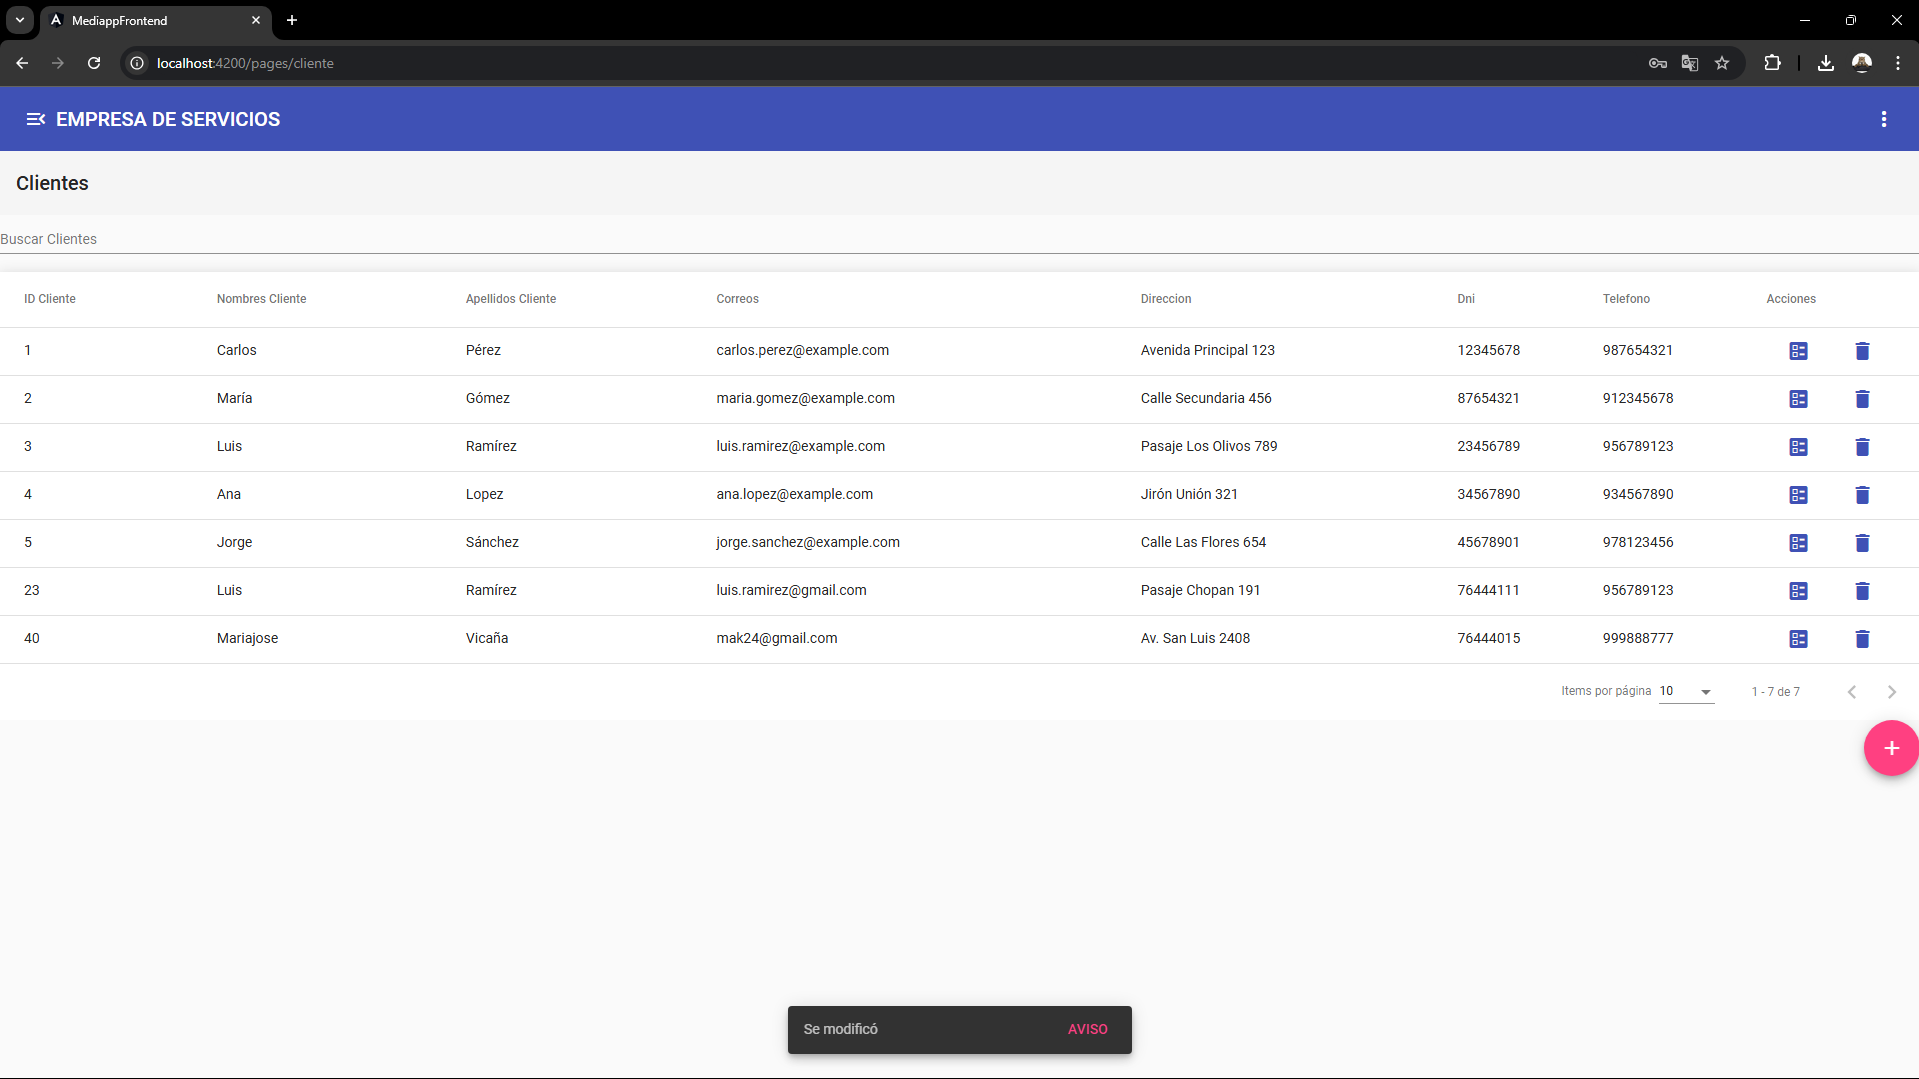 MediappFrontend
localhost:4200/pages/cliente
EMPRESA DE SERVICIOS
Clientes
Buscar Clientes
ID Cliente Nombres Cliente Apellidos Cliente Correos Direccion Dni Telefono Acciones
1 Carlos Pérez carlos.perez@example.com Avenida Principal 123 12345678 987654321
2 María Gómez maria.gomez@example.com Calle Secundaria 456 87654321 912345678
3 Luis Ramírez luis.ramirez@example.com Pasaje Los Olivos 789 23456789 956789123
4 Ana Lopez ana.lopez@example.com Jirón Unión 321 34567890 934567890
5 Jorge Sánchez jorge.sanchez@example.com Calle Las Flores 654 45678901 978123456
23 Luis Ramírez luis.ramirez@gmail.com Pasaje Chopan 191 76444111 956789123
40 Mariajose Vicaña mak24@gmail.com Av. San Luis 2408 76444015 999888777
Items por página 10 1 - 7 de 7
+
Se modificó AVISO